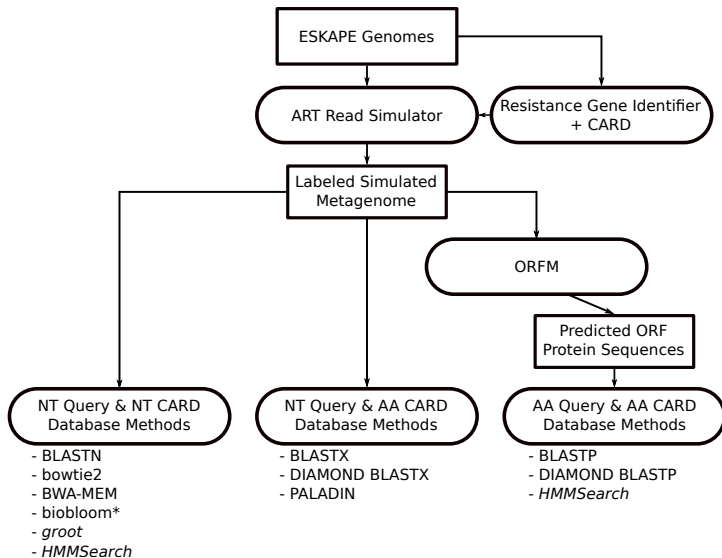 ESKAPE Genomes
ART Read Simulator
Resistance Gene Identifier
+ CARD
Labeled Simulated
Metagenome
ORFM
Predicted ORF
Protein Sequences
NT Query & NT CARD
Database Methods
- BLASTN
- bowtie2
- BWA-MEM
- biobloom*
- groot
- HMMSearch
NT Query & AA CARD
Database Methods
- BLASTX
- DIAMOND BLASTX
- PALADIN
AA Query & AA CARD
Database Methods
- BLASTP
- DIAMOND BLASTP
- HMMSearch